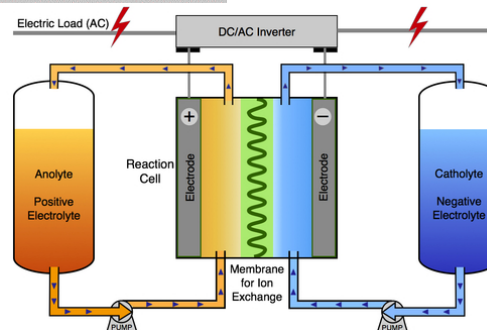 Electric Load (AC)
DC/AC Inverter
+
−
Reaction
Cell
Electrode
Electrode
Anolyte
Positive
Electrolyte
Catholyte
Negative
Electrolyte
Membrane
for Ion
Exchange
PUMP
PUMP